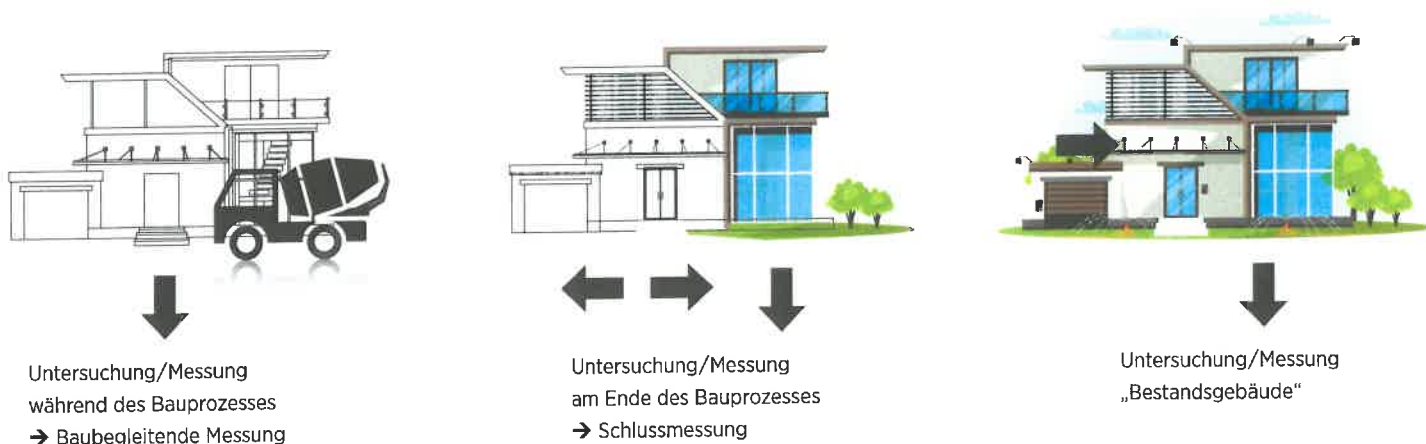 Untersuchung/Messung
während des Bauprozesses
→ Baubegleitende Messung
Untersuchung/Messung
am Ende des Bauprozesses
→ Schlussmessung
Untersuchung/Messung
„Bestandsgebäude“